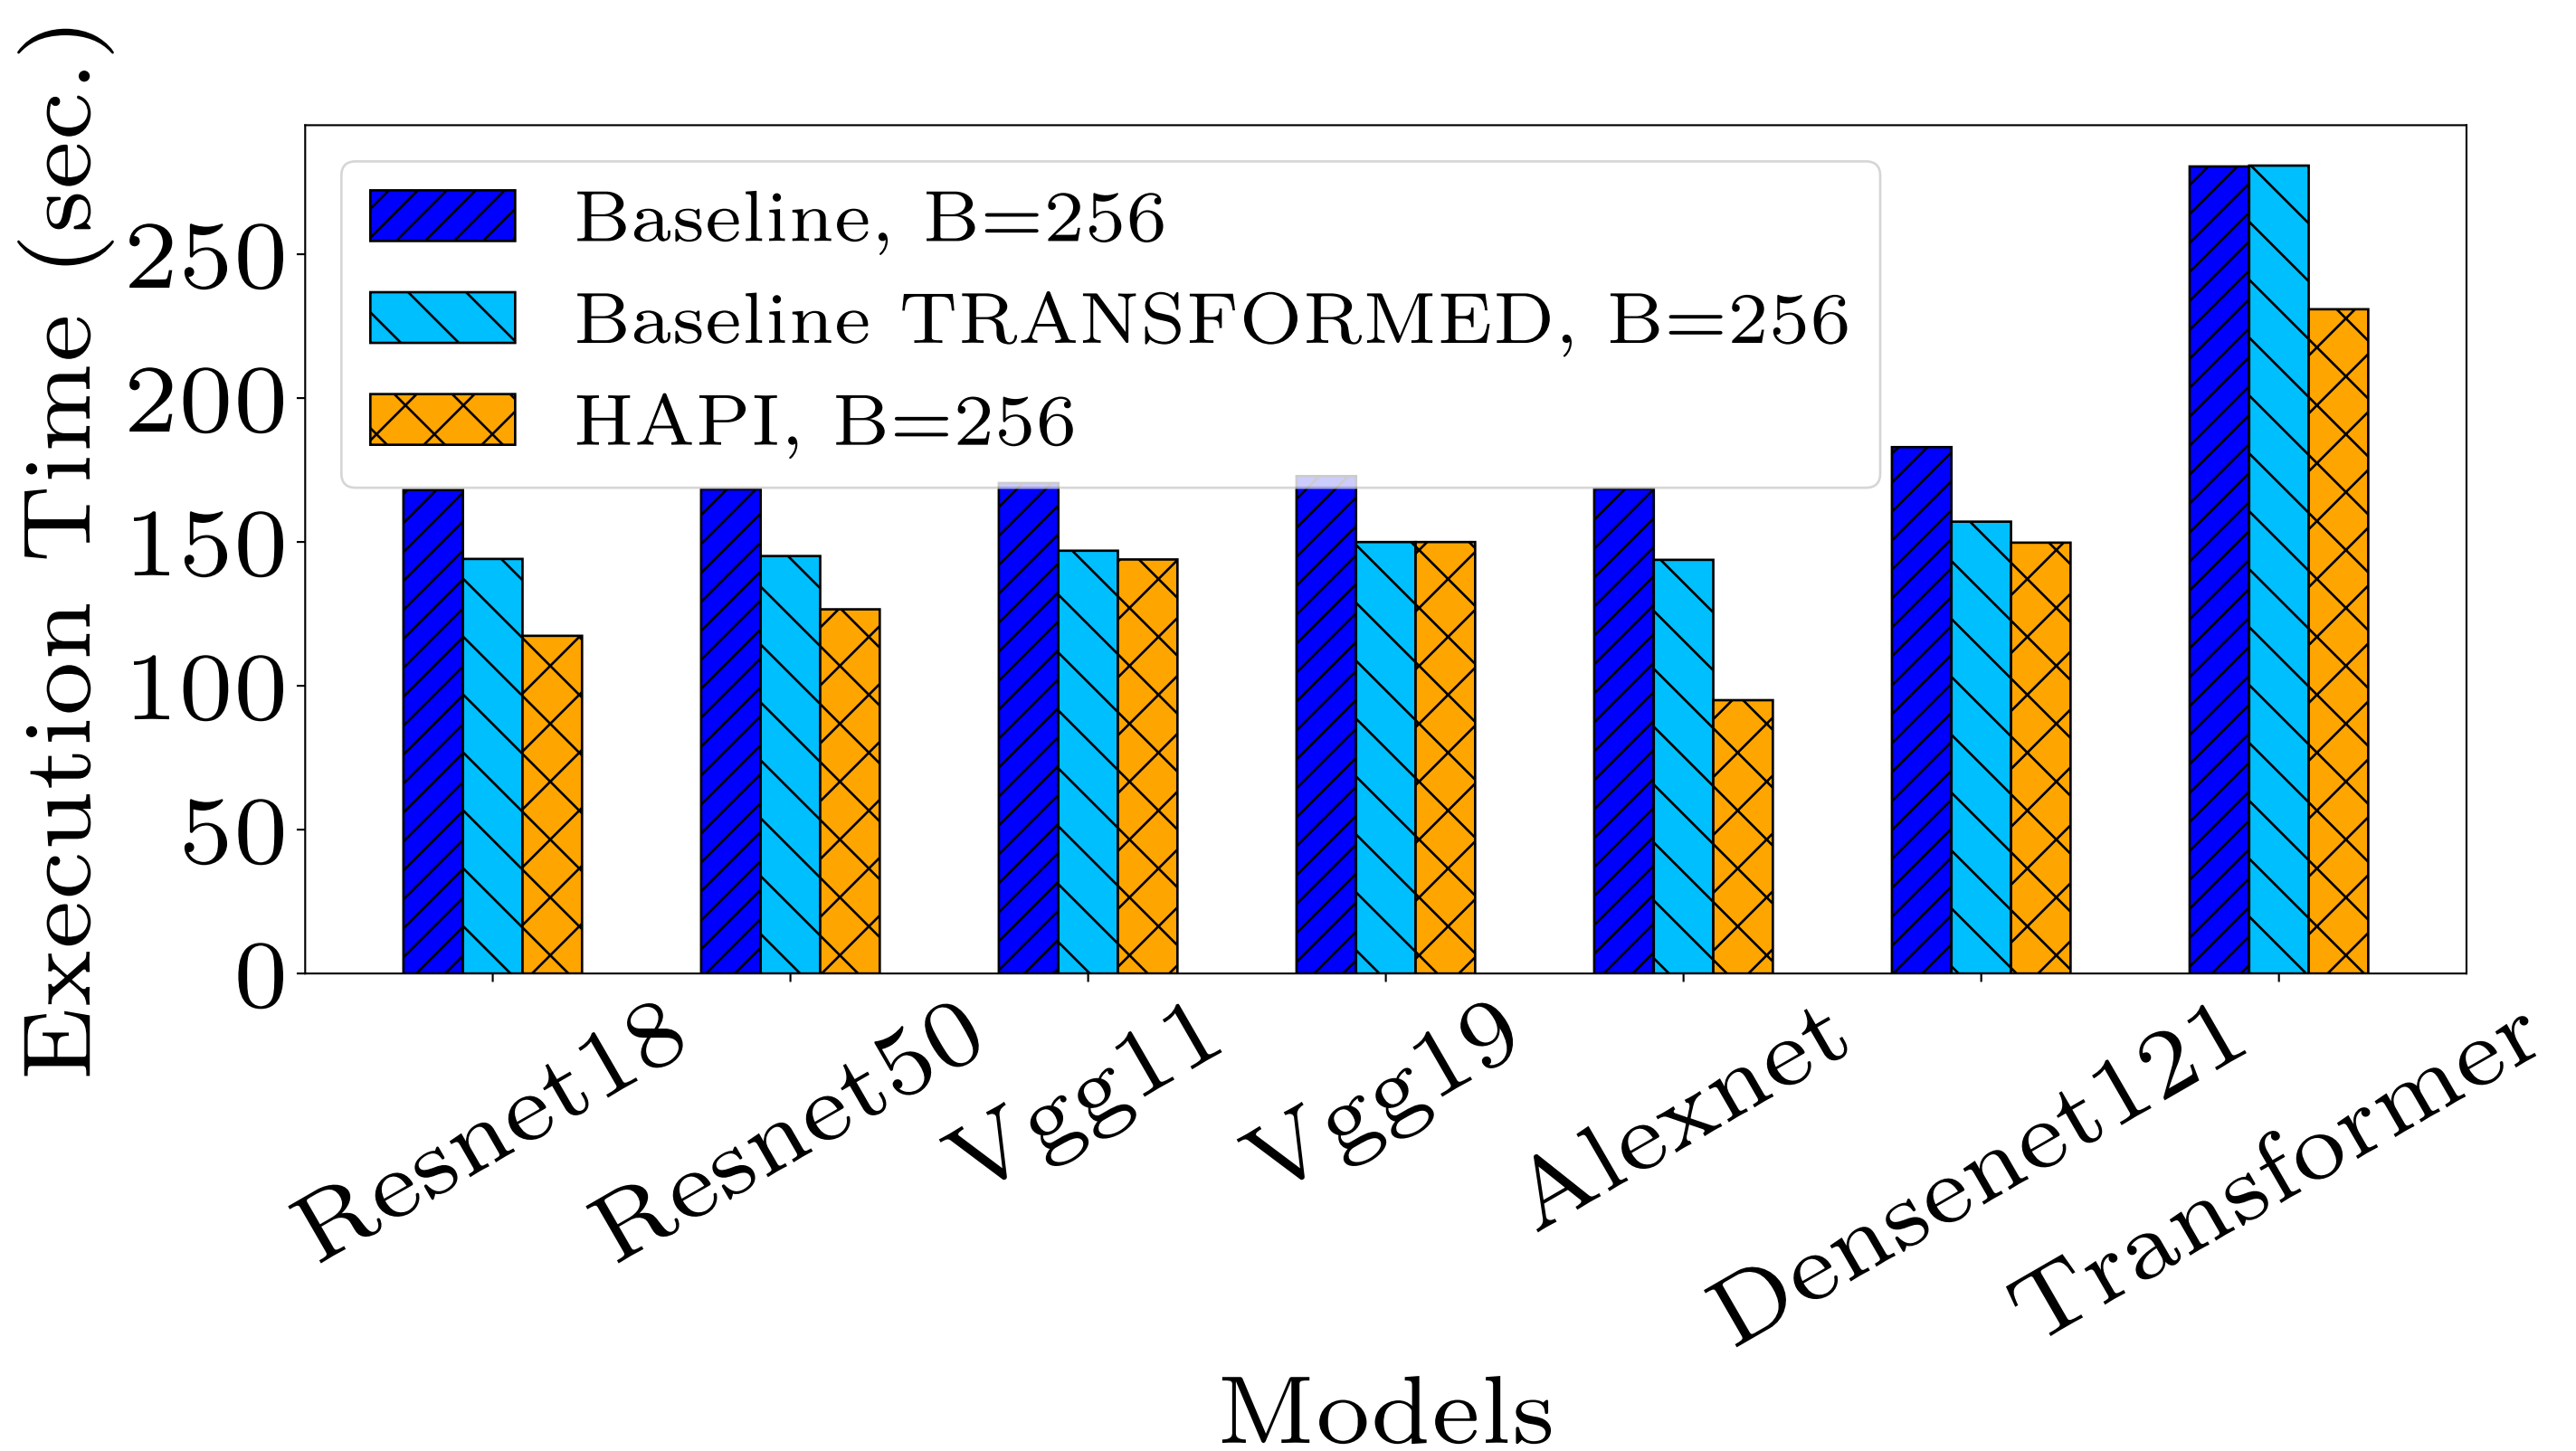 Execution Time (sec.)
250
200
150
100
50
0
Baseline, B=256
Baseline TRANSFORMED, B=256
HAPI, B=256
Resnet18
Resnet50
Vgg11
Vgg19
Alexnet
Densenet121
Transformer
Models